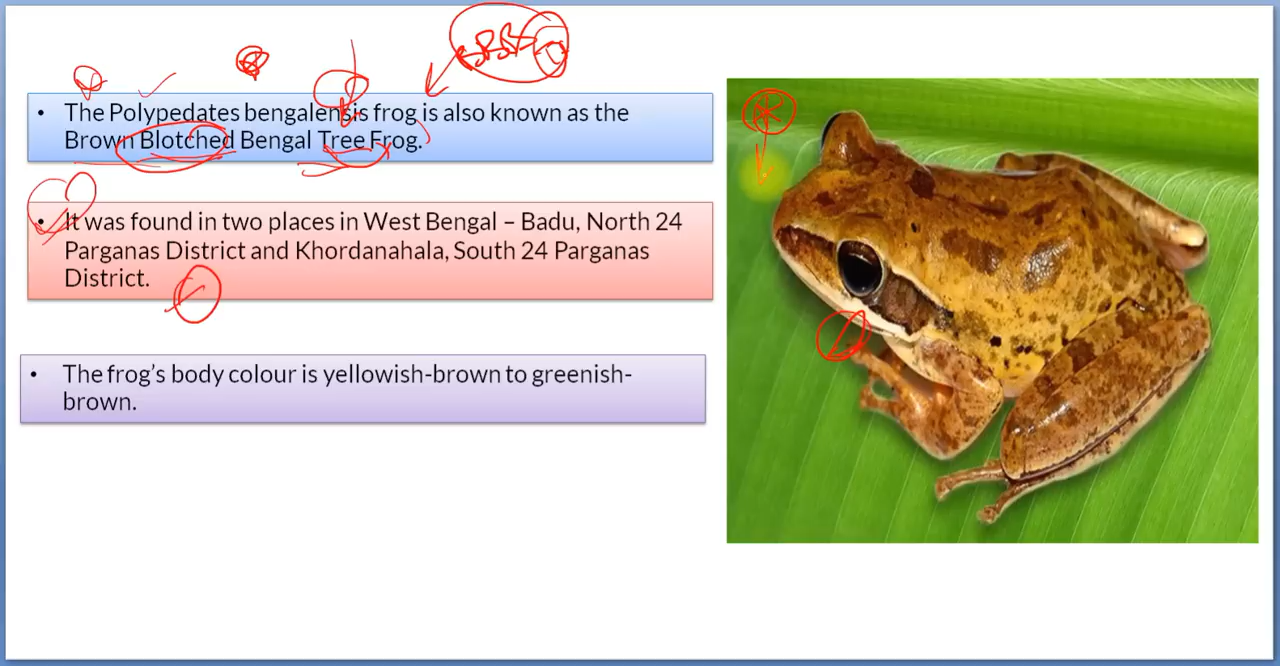 • The Polypedates bengalensis frog is also known as the
Brown Blotched Bengal Tree Frog.
• It was found in two places in West Bengal – Badu, North 24
Parganas District and Khordanahala, South 24 Parganas
District.
• The frog's body colour is yellowish-brown to greenish-
brown.